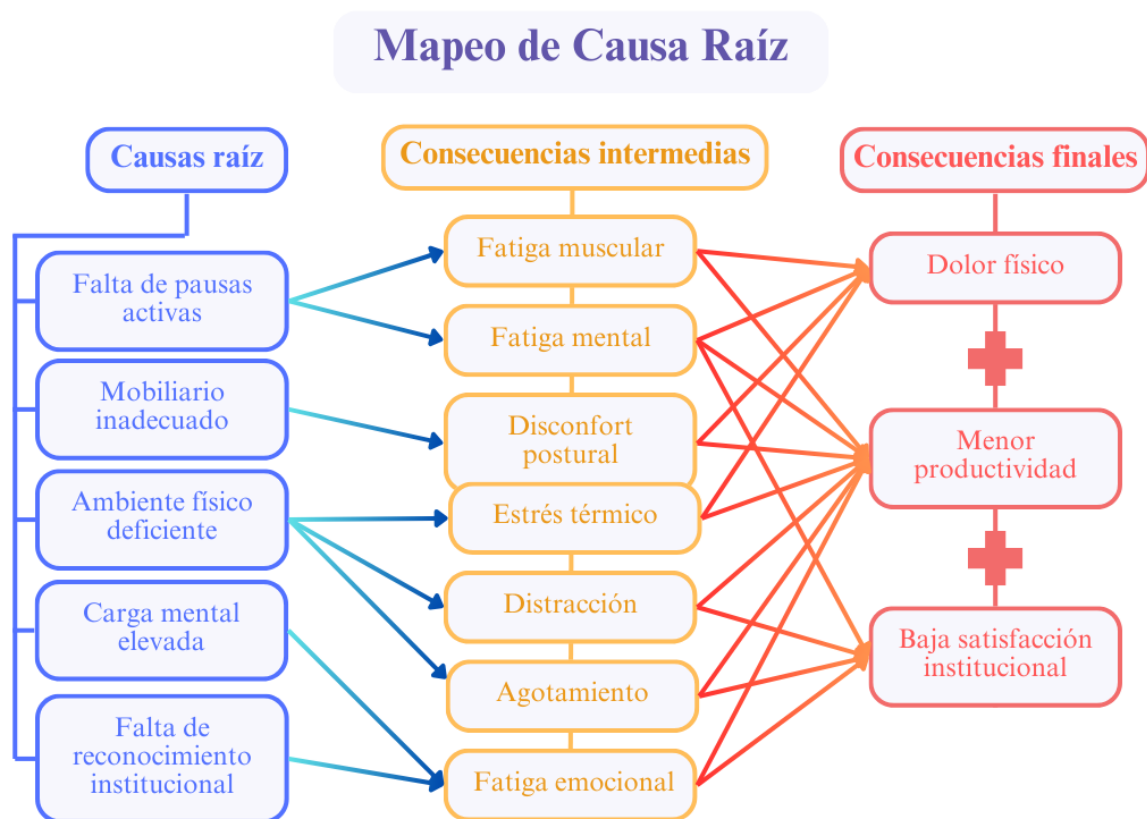 Mapeo de Causa Raíz
Causas raíz
Falta de pausas
activas
Mobiliario
inadecuado
Ambiente físico
deficiente
Carga mental
elevada
Falta de
reconocimiento
institucional
Consecuencias intermedias
Fatiga muscular
Fatiga mental
Disconfort
postural
Estrés térmico
Distracción
Agotamiento
Fatiga emocional
Consecuencias finales
Dolor físico
Menor
productividad
Baja satisfacción
institucional